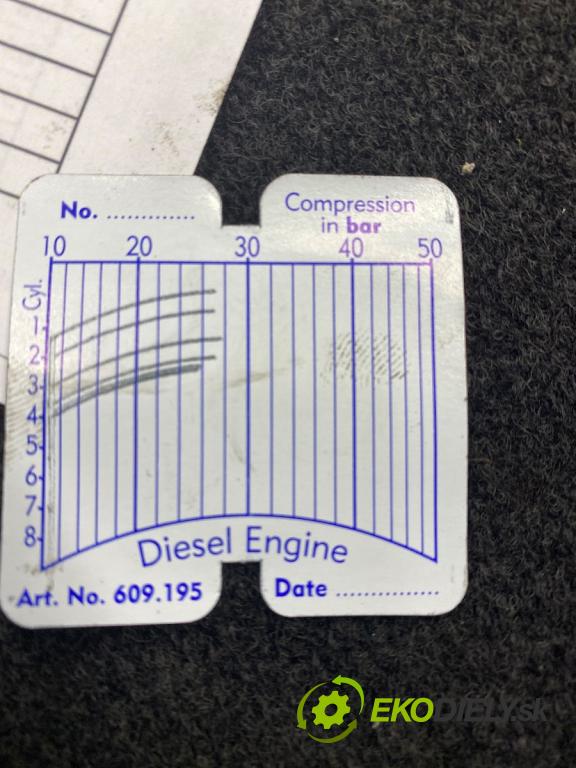 No. .............
Compression
in bar
10 20 30 40 50
Cyl.
1
2
3
4
5
6
7
8
Diesel Engine
Art. No. 609.195
Date ...............
EKODIELY.sk